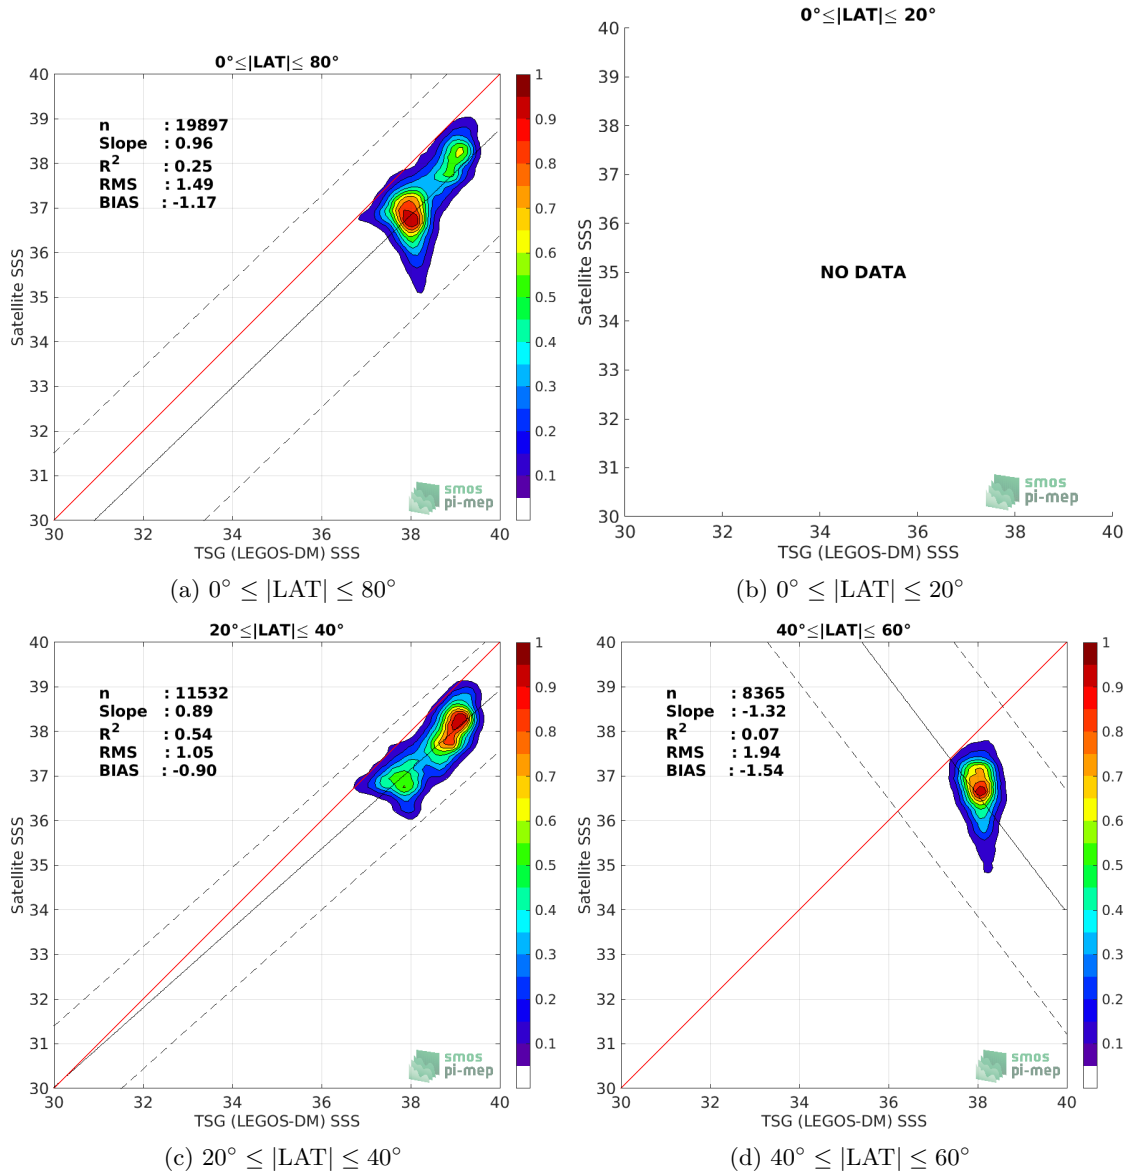 0°≤|LAT|≤ 80°
40
39
38
37
36
35
34
33
32
31
30
Satellite SSS
n : 19897
Slope : 0.96
R² : 0.25
RMS : 1.49
BIAS : -1.17
smos
pi-mep
30 32 34 36 38 40
TSG (LEGOS-DM) SSS
1
0.9
0.8
0.7
0.6
0.5
0.4
0.3
0.2
0.1
(a) 0° ≤ |LAT| ≤ 80°
0°≤|LAT|≤ 20°
40
39
38
37
36
35
34
33
32
31
30
Satellite SSS
NO DATA
smos
pi-mep
30 32 34 36 38 40
TSG (LEGOS-DM) SSS
(b) 0° ≤ |LAT| ≤ 20°
20°≤|LAT|≤ 40°
40
39
38
37
36
35
34
33
32
31
30
Satellite SSS
n : 11532
Slope : 0.89
R² : 0.54
RMS : 1.05
BIAS : -0.90
smos
pi-mep
30 32 34 36 38 40
TSG (LEGOS-DM) SSS
1
0.9
0.8
0.7
0.6
0.5
0.4
0.3
0.2
0.1
(c) 20° ≤ |LAT| ≤ 40°
40°≤|LAT|≤ 60°
40
39
38
37
36
35
34
33
32
31
30
Satellite SSS
n : 8365
Slope : -1.32
R² : 0.07
RMS : 1.94
BIAS : -1.54
smos
pi-mep
30 32 34 36 38 40
TSG (LEGOS-DM) SSS
1
0.9
0.8
0.7
0.6
0.5
0.4
0.3
0.2
0.1
(d) 40° ≤ |LAT| ≤ 60°